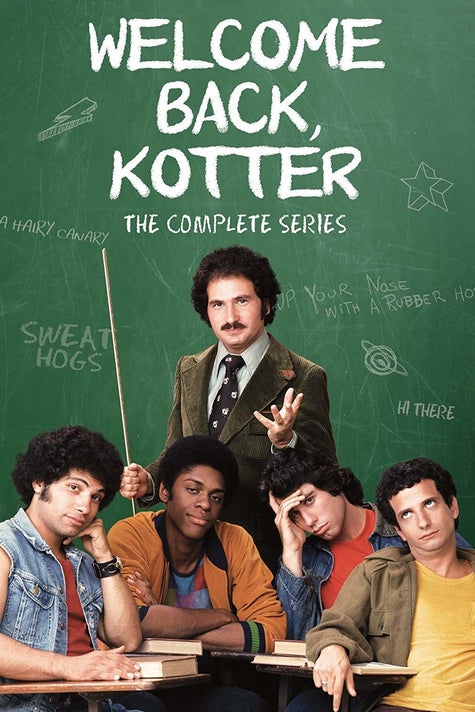 WELCOME
BACK,
KOTTER
THE COMPLETE SERIES
A HAIRY CANARY
UP YOUR NOSE
WITH A RUBBER HO
SWEAT
HOGS
HI THERE